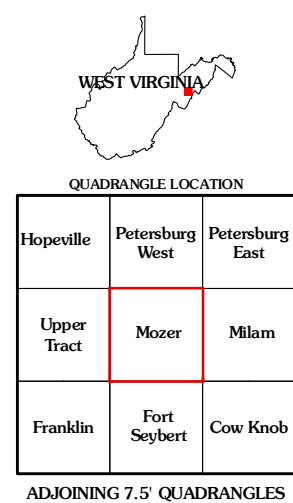 WEST VIRGINIA
QUADRANGLE LOCATION
Hopeville
Petersburg
West
Petersburg
East
Upper
Tract
Mozer
Milam
Franklin
Fort
Seybert
Cow Knob
ADJOINING 7.5' QUADRANGLES